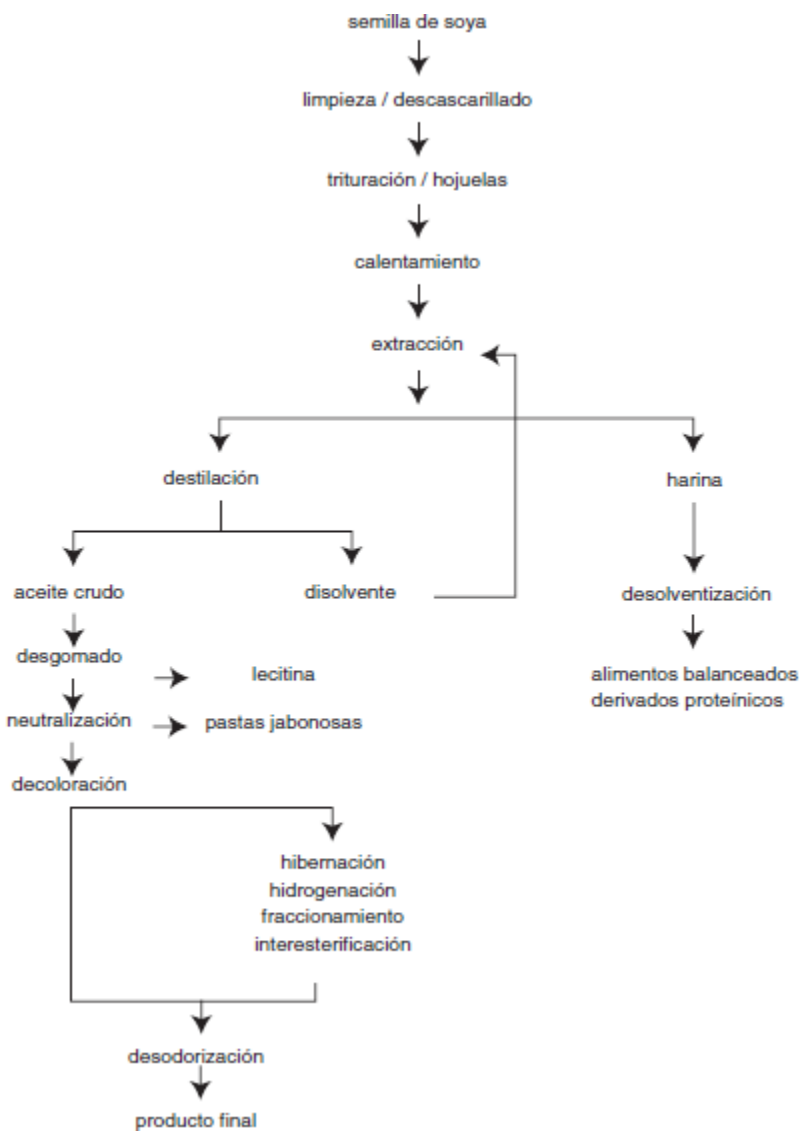 semilla de soya
limpieza / descascarillado
trituración / hojuelas
calentamiento
extracción
destilación
harina
aceite crudo
disolvente
desolventización
desgomado
lecitina
alimentos balanceados
derivados proteínicos
neutralización
pastas jabonosas
decoloración
hibernación
hidrogenación
fraccionamiento
interesterificación
desodorización
producto final